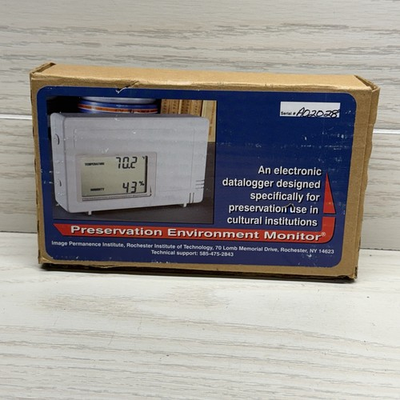 Serial # A02038
TEMPERATURE
70.2
HUMIDITY
43%
An electronic
datalogger designed
specifically for
preservation use in
cultural institutions
Preservation Environment Monitor®
Image Permanence Institute, Rochester Institute of Technology, 70 Lomb Memorial Drive, Rochester, NY 14623
Technical support: 585-475-2843